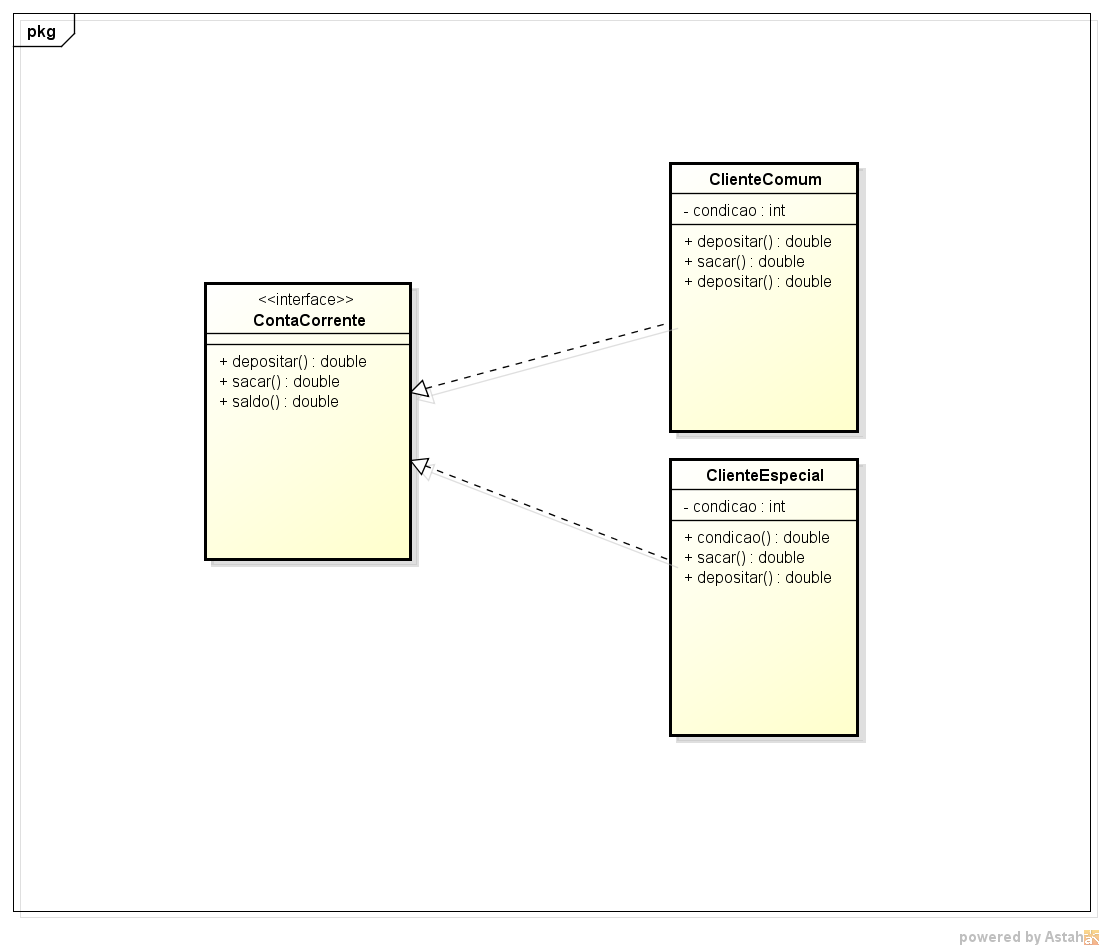 pkg
<<interface>>
ContaCorrente
+ depositar() : double
+ sacar() : double
+ saldo() : double
ClienteComum
- condicao : int
+ depositar() : double
+ sacar() : double
+ depositar() : double
ClienteEspecial
- condicao : int
+ condicao() : double
+ sacar() : double
+ depositar() : double
powered by Astah